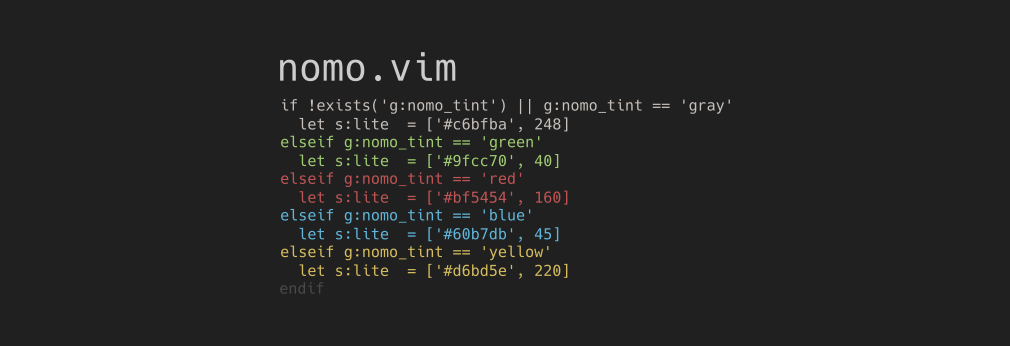 nomo.vim
if !exists('g:nomo_tint') || g:nomo_tint == 'gray'
  let s:lite  = ['#c6bfba', 248]
elseif g:nomo_tint == 'green'
  let s:lite  = ['#9fcc70', 40]
elseif g:nomo_tint == 'red'
  let s:lite  = ['#bf5454', 160]
elseif g:nomo_tint == 'blue'
  let s:lite  = ['#60b7db', 45]
elseif g:nomo_tint == 'yellow'
  let s:lite  = ['#d6bd5e', 220]
endif